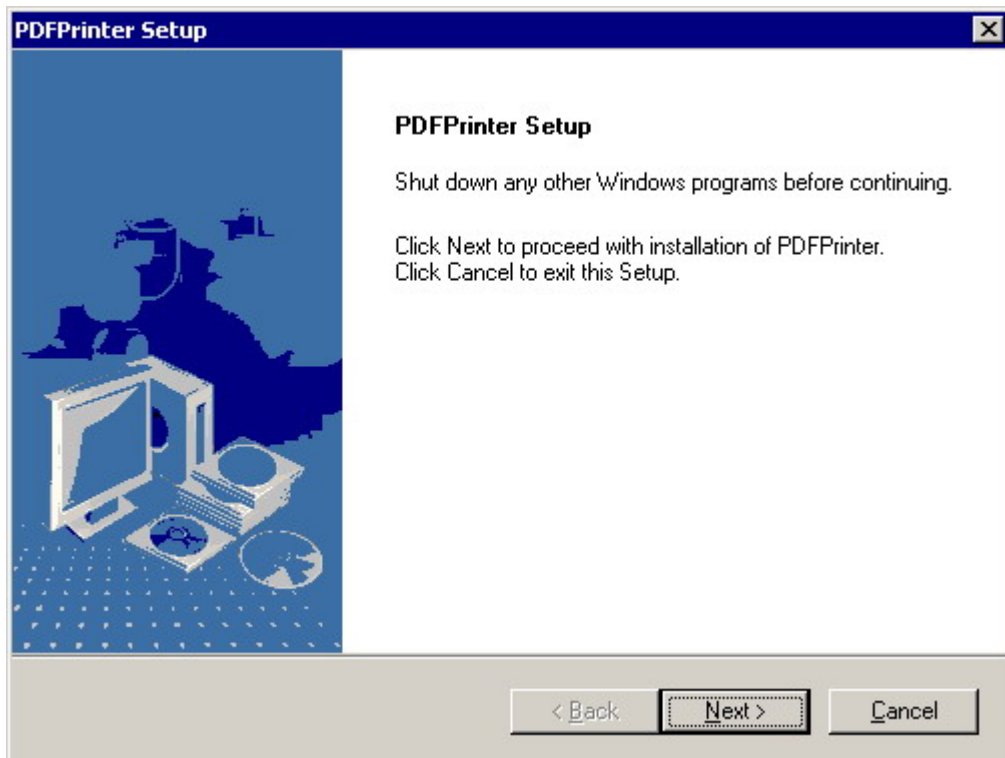 PDFPrinter Setup
PDFPrinter Setup
Shut down any other Windows programs before continuing.
Click Next to proceed with installation of PDFPrinter.
Click Cancel to exit this Setup.
< Back
Next >
Cancel